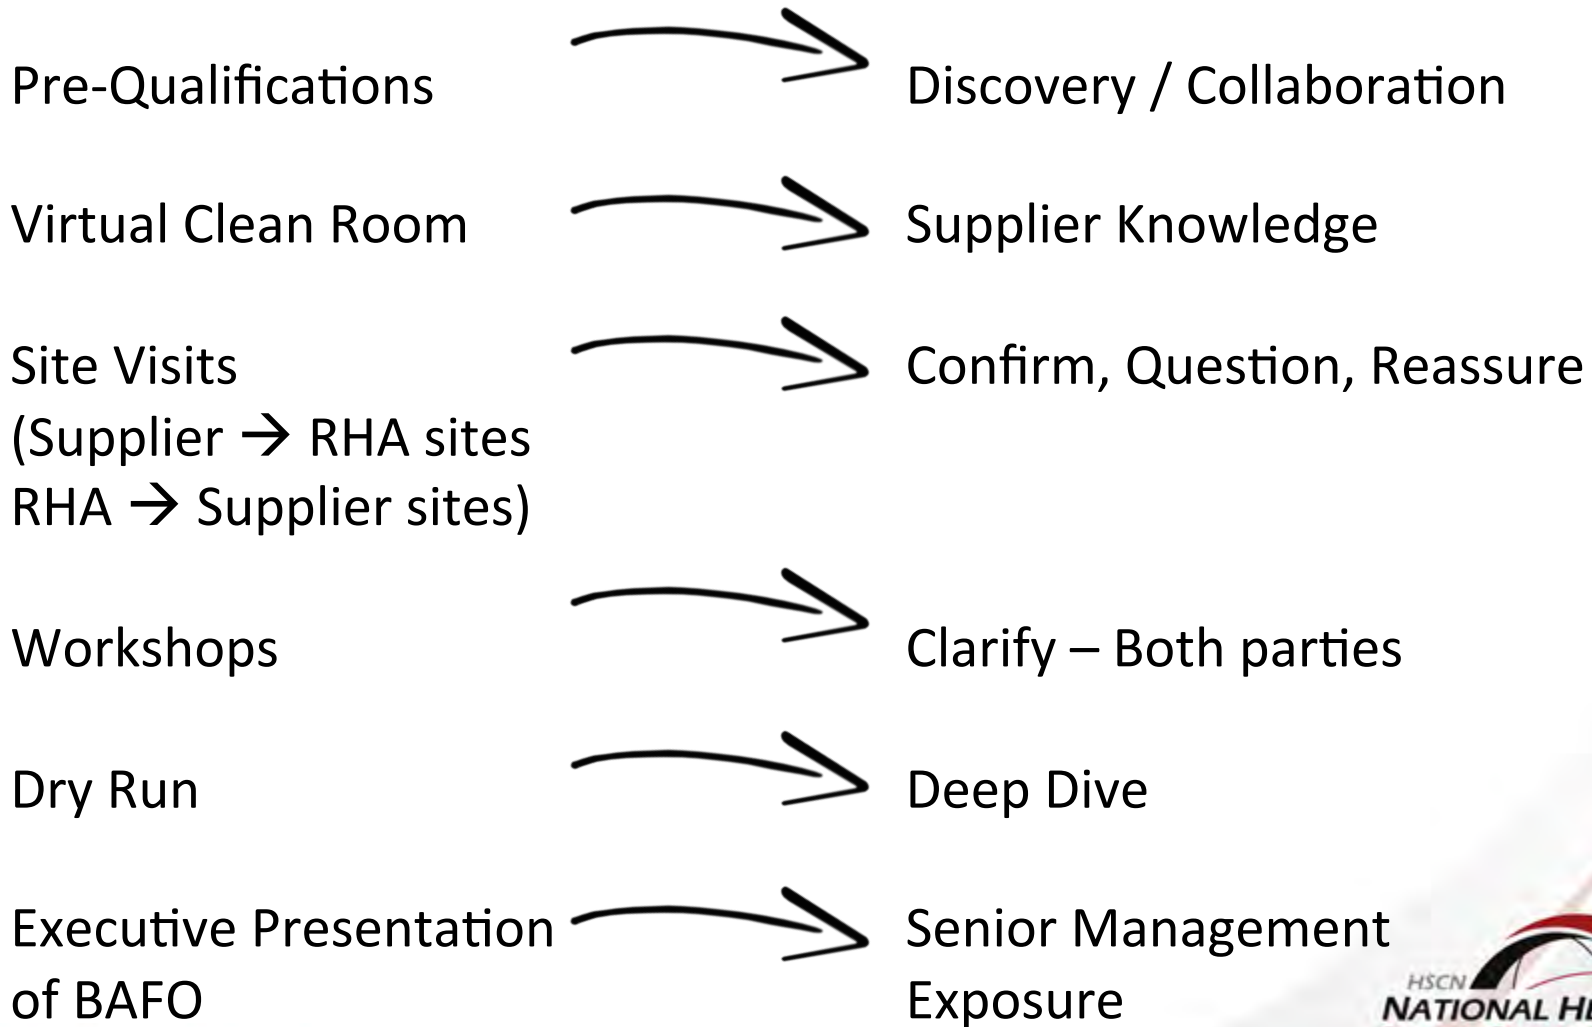 Pre-Qualifications
Discovery / Collaboration
Virtual Clean Room
Supplier Knowledge
Site Visits
(Supplier → RHA sites
RHA → Supplier sites)
Confirm, Question, Reassure
Workshops
Clarify – Both parties
Dry Run
Deep Dive
Executive Presentation
of BAFO
Senior Management
Exposure
HSCN
NATIONAL